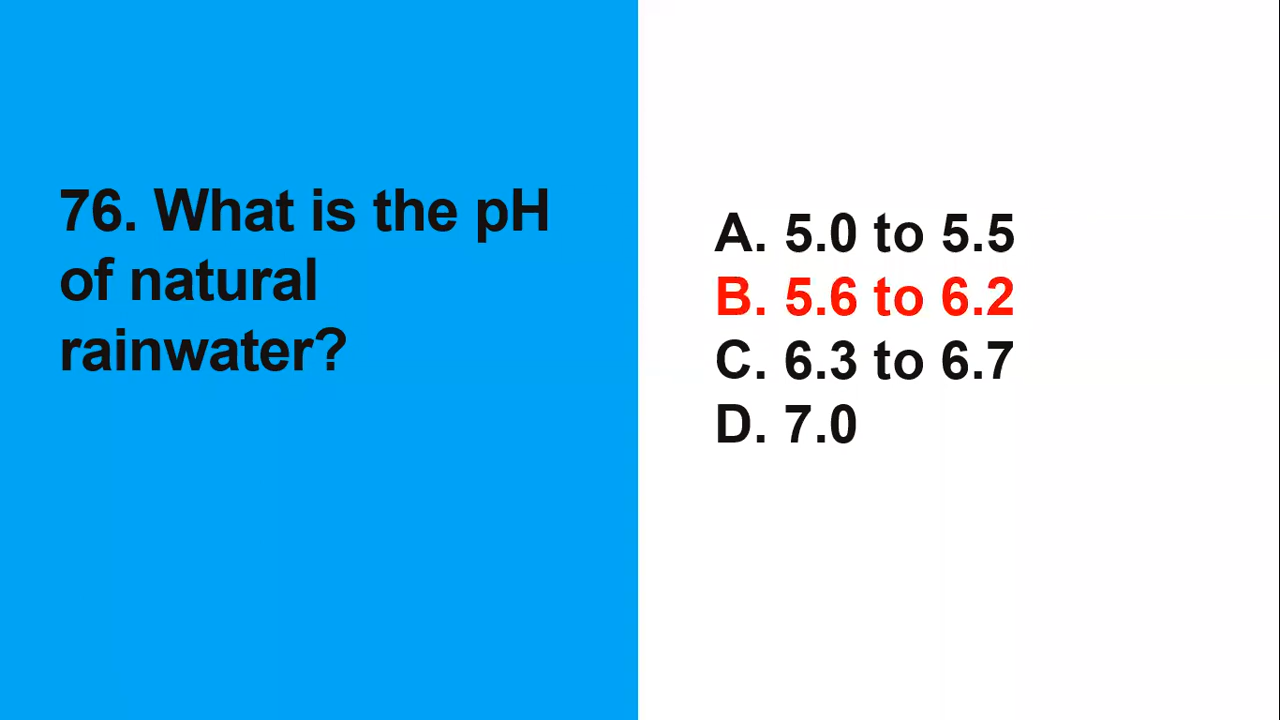 76. What is the pH
of natural
rainwater?
A. 5.0 to 5.5
B. 5.6 to 6.2
C. 6.3 to 6.7
D. 7.0